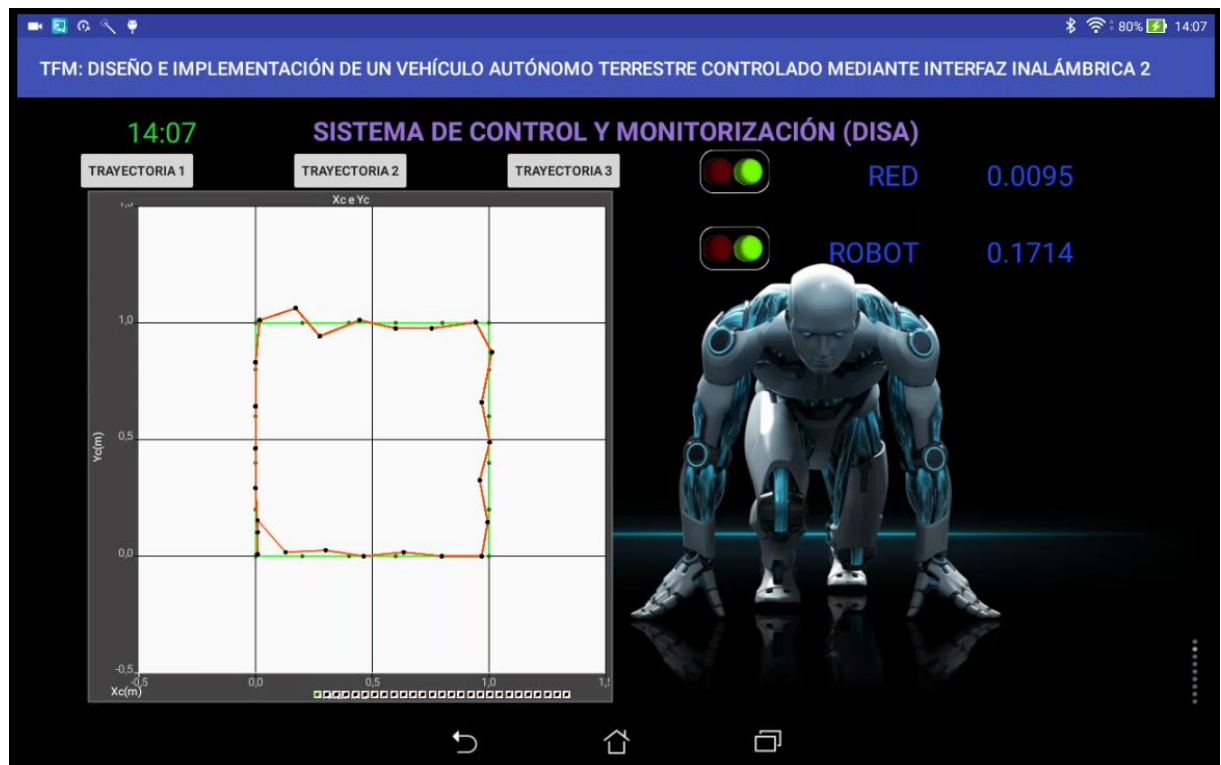 80% 14:07
TFM: DISEÑO E IMPLEMENTACIÓN DE UN VEHÍCULO AUTÓNOMO TERRESTRE CONTROLADO MEDIANTE INTERFAZ INALÁMBRICA 2
14:07 SISTEMA DE CONTROL Y MONITORIZACIÓN (DISA)
TRAYECTORIA 1 TRAYECTORIA 2 TRAYECTORIA 3
RED 0.0095
ROBOT 0.1714
Xc e Yc
1,0
Yc(m)
0,5
0,0
-0,5
-0,5 0,0 0,5 1,0
Xc(m)